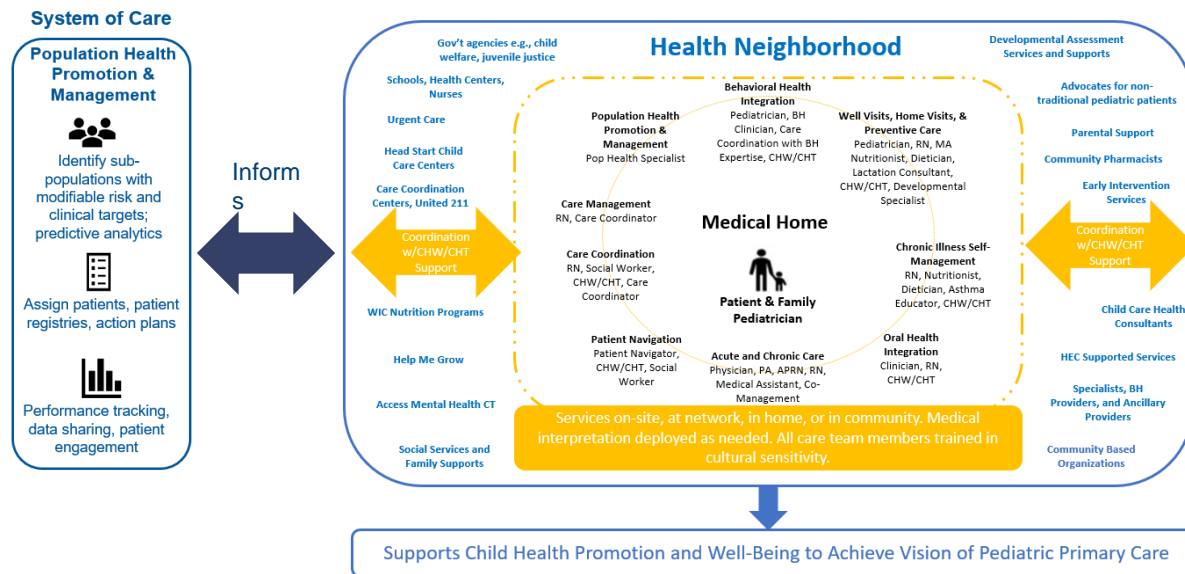 System of Care
Population Health
Promotion &
Management
Identify sub-
populations with
modifiable risk and
clinical targets;
predictive analytics
Assign patients, patient
registries, action plans
Performance tracking,
data sharing, patient
engagement
Inform
s
Health Neighborhood
Gov't agencies e.g., child
welfare, juvenile justice
Schools, Health Centers,
Nurses
Urgent Care
Head Start Child
Care Centers
Care Coordination
Centers, United 211
Coordination
w/CHW/CHT
Support
WIC Nutrition Programs
Help Me Grow
Access Mental Health CT
Social Services and
Family Supports
Behavioral Health
Integration
Pediatrician, BH
Clinician, Care
Coordination with BH
Expertise, CHW/CHT
Population Health
Promotion &
Management
Pop Health Specialist
Well Visits, Home Visits, &
Preventive Care
Pediatrician, RN, MA
Nutritionist, Dietician,
Lactation Consultant,
CHW/CHT, Developmental
Specialist
Care Management
RN, Care Coordinator
Medical Home
Care Coordination
RN, Social Worker,
CHW/CHT, Care
Coordinator
Chronic Illness Self-
Management
RN, Nutritionist,
Dietician, Asthma
Educator, CHW/CHT
Patient & Family
Pediatrician
Patient Navigation
Patient Navigator,
CHW/CHT, Social
Worker
Acute and Chronic Care
Physician, PA, APRN, RN,
Medical Assistant, Co-
Management
Oral Health
Integration
Clinician, RN,
CHW/CHT
Services on-site, at network, in home, or in community. Medical
interpretation deployed as needed. All care team members trained in
cultural sensitivity.
Developmental Assessment
Services and Supports
Advocates for non-
traditional pediatric patients
Parental Support
Community Pharmacists
Early Intervention
Services
Coordination
w/CHW/CHT
Support
Child Care Health
Consultants
HEC Supported Services
Specialists, BH
Providers, and Ancillary
Providers
Community Based
Organizations
Supports Child Health Promotion and Well-Being to Achieve Vision of Pediatric Primary Care